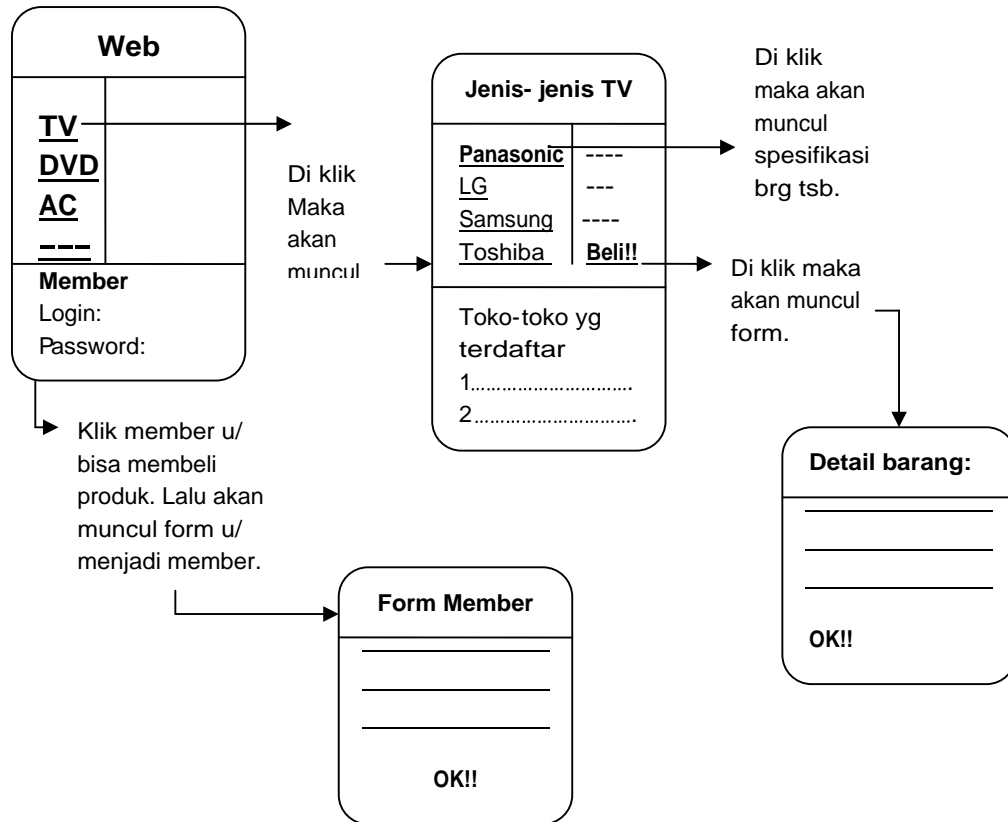 Web
TV
DVD
AC
---
Member
Login:
Password:
Di klik
Maka
akan
muncul
Jenis- jenis TV
Panasonic ----
LG ---
Samsung ----
Toshiba Beli!!
Toko-toko yg
terdaftar
1..............................
2..............................
Di klik
maka akan
muncul
spesifikasi
brg tsb.
Di klik maka
akan muncul
form.
Detail barang:
OK!!
Klik member u/
bisa membeli
produk. Lalu akan
muncul form u/
menjadi member.
Form Member
OK!!